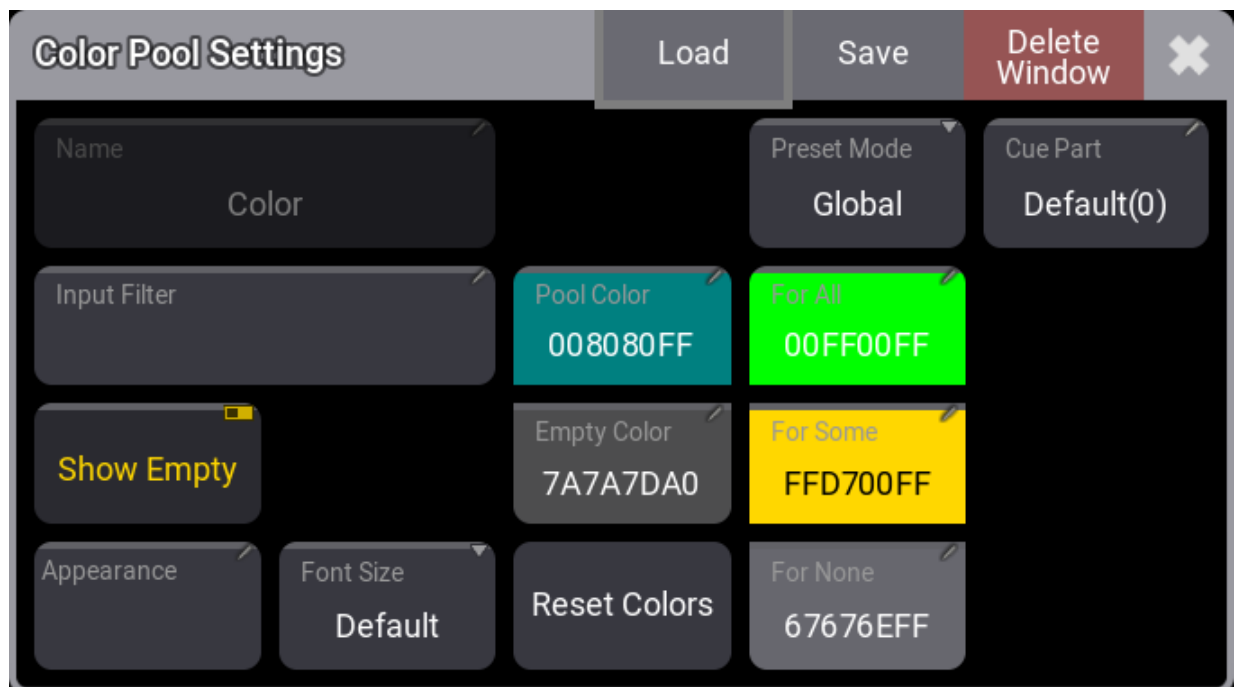 Color Pool Settings
Load
Save
Delete
Window
Name
Color
Preset Mode
Global
Cue Part
Default(0)
Input Filter
Pool Color
008080FF
For All
00FF00FF
Show Empty
Empty Color
7A7A7DA0
For Some
FFD700FF
Appearance
Font Size
Default
Reset Colors
For None
67676EFF